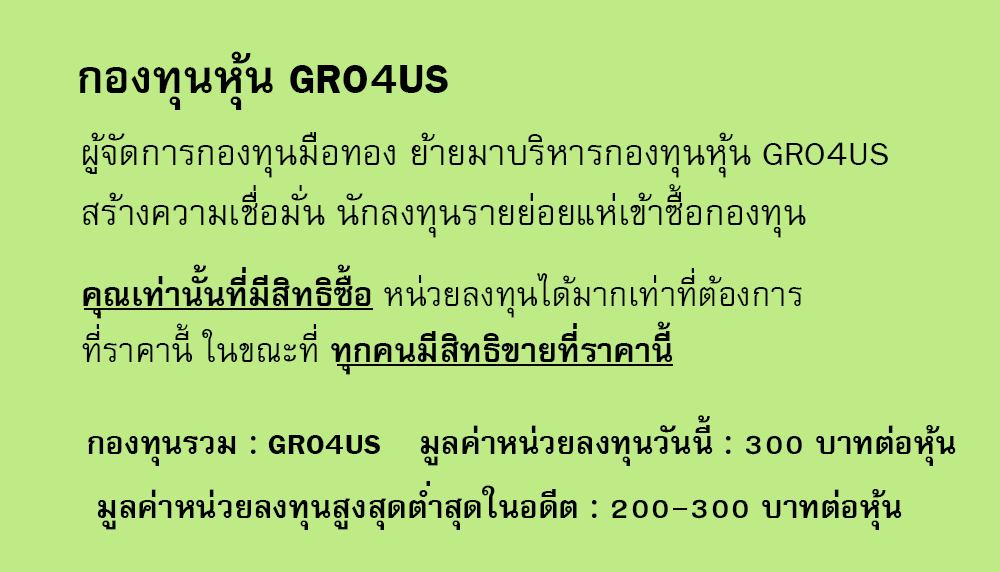 กองทุนหุ้น GRO4US
ผู้จัดการกองทุนมือทอง ย้ายมาบริหารกองทุนหุ้น GRO4US
สร้างความเชื่อมั่น นักลงทุนรายย่อยแห่เข้าซื้อกองทุน
คุณเท่านั้นที่มีสิทธิซื้อ หน่วยลงทุนได้มากเท่าที่ต้องการ
ที่ราคานี้ ในขณะที่ ทุกคนมีสิทธิขายที่ราคานี้
กองทุนรวม : GRO4US มูลค่าหน่วยลงทุนวันนี้ : 300 บาทต่อหุ้น
มูลค่าหน่วยลงทุนสูงสุดต่ำสุดในอดีต : 200-300 บาทต่อหุ้น